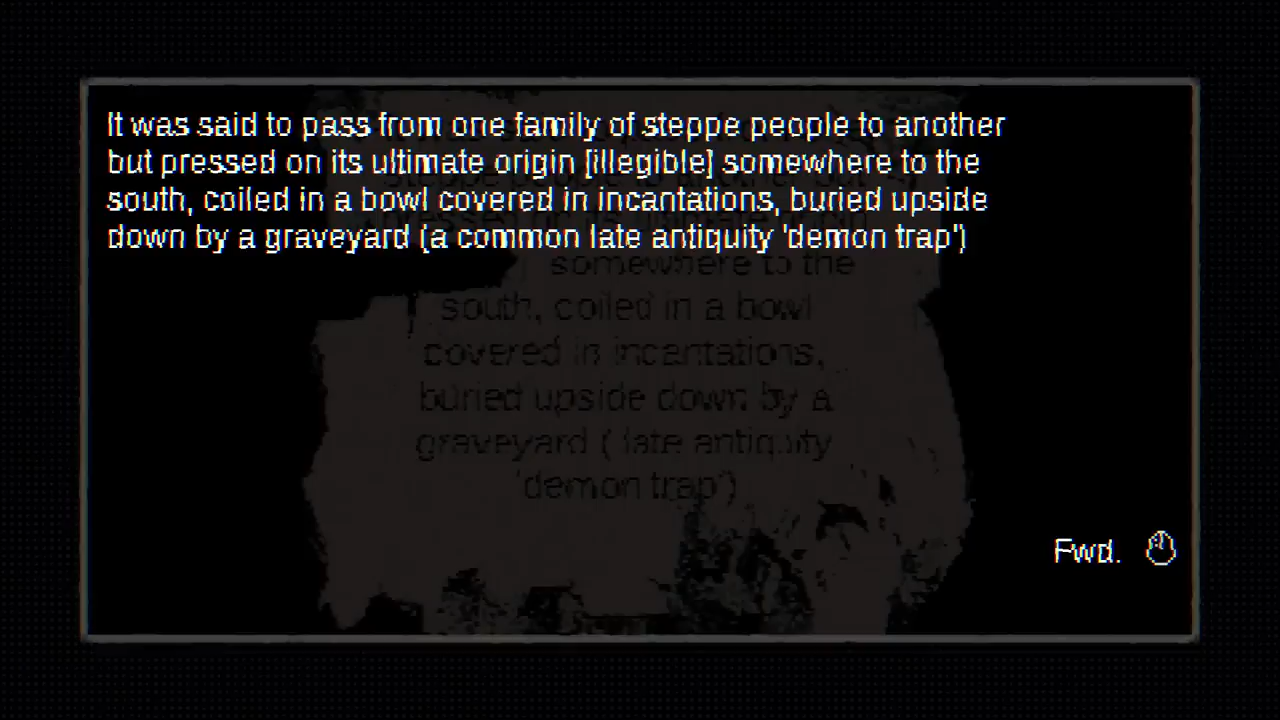 It was said to pass from one family of steppe people to another
but pressed on its ultimate origin [illegible] somewhere to the
south, coiled in a bowl covered in incantations, buried upside
down by a graveyard (a common late antiquity 'demon trap')
somewhere to the
south, coiled in a bowl
covered in incantations,
buried upside down by a
graveyard ( late antiquity
'demon trap')
Fwd.